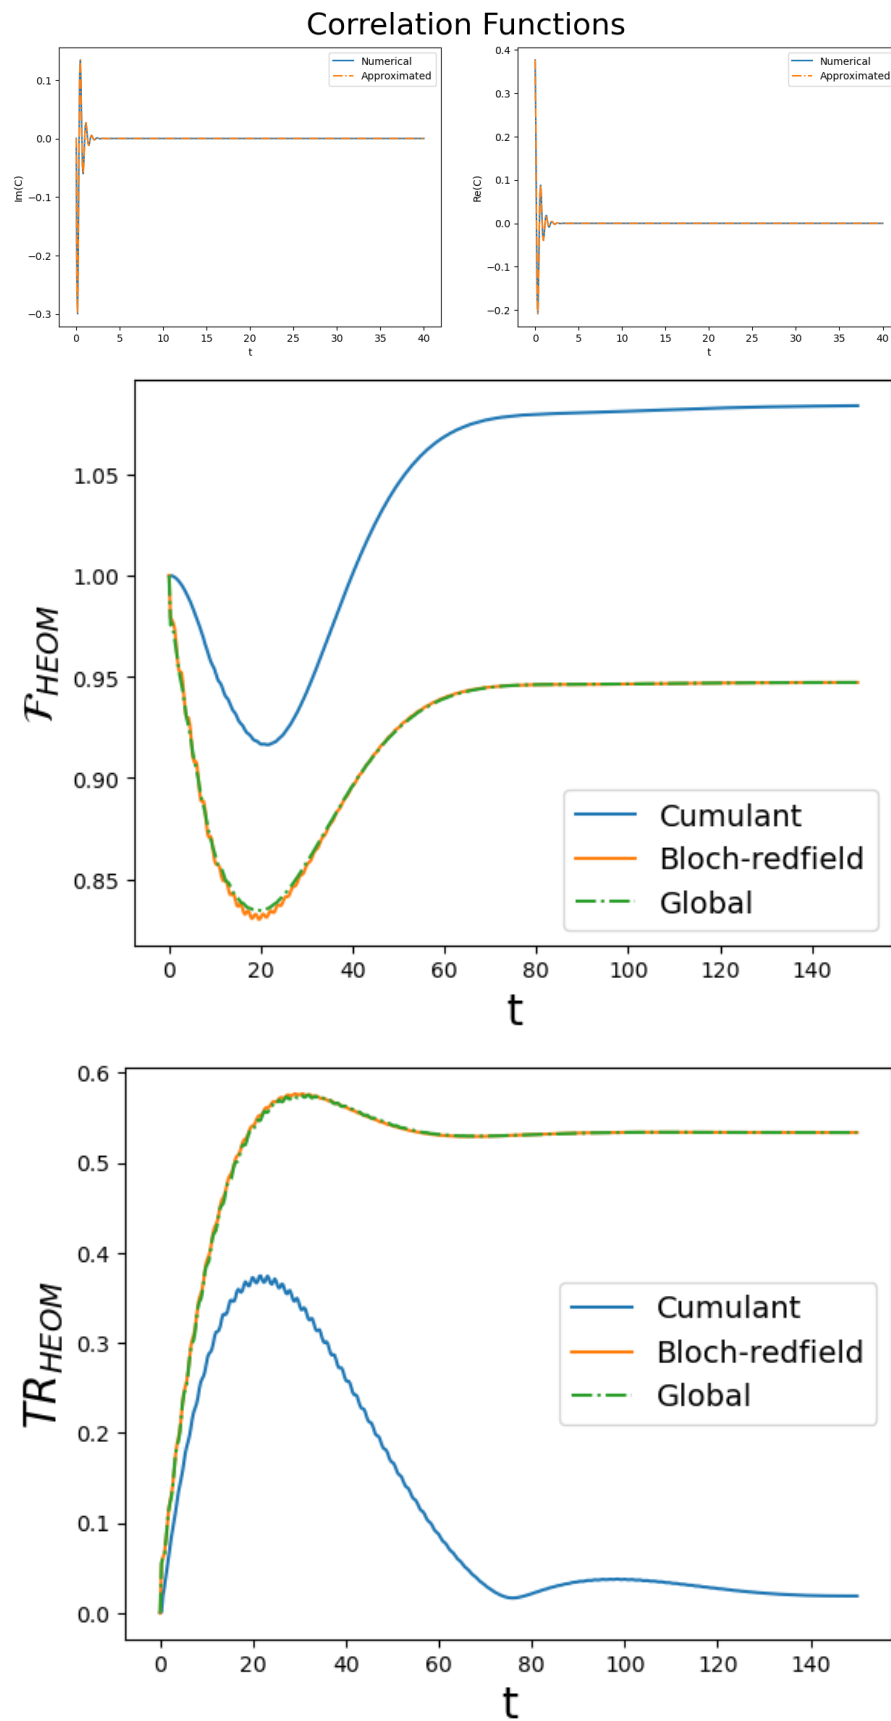 Correlation Functions
Im(C)
0.1
0.0
−0.1
−0.2
−0.3
Numerical
Approximated
0 5 10 15 20 25 30 35 40
t
Re(C)
0.4
0.3
0.2
0.1
0.0
−0.1
−0.2
Numerical
Approximated
0 5 10 15 20 25 30 35 40
t
ℱ_HEOM
1.05
1.00
0.95
0.90
0.85
Cumulant
Bloch-redfield
Global
0 20 40 60 80 100 120 140
t
TR_HEOM
0.6
0.5
0.4
0.3
0.2
0.1
0.0
Cumulant
Bloch-redfield
Global
0 20 40 60 80 100 120 140
t